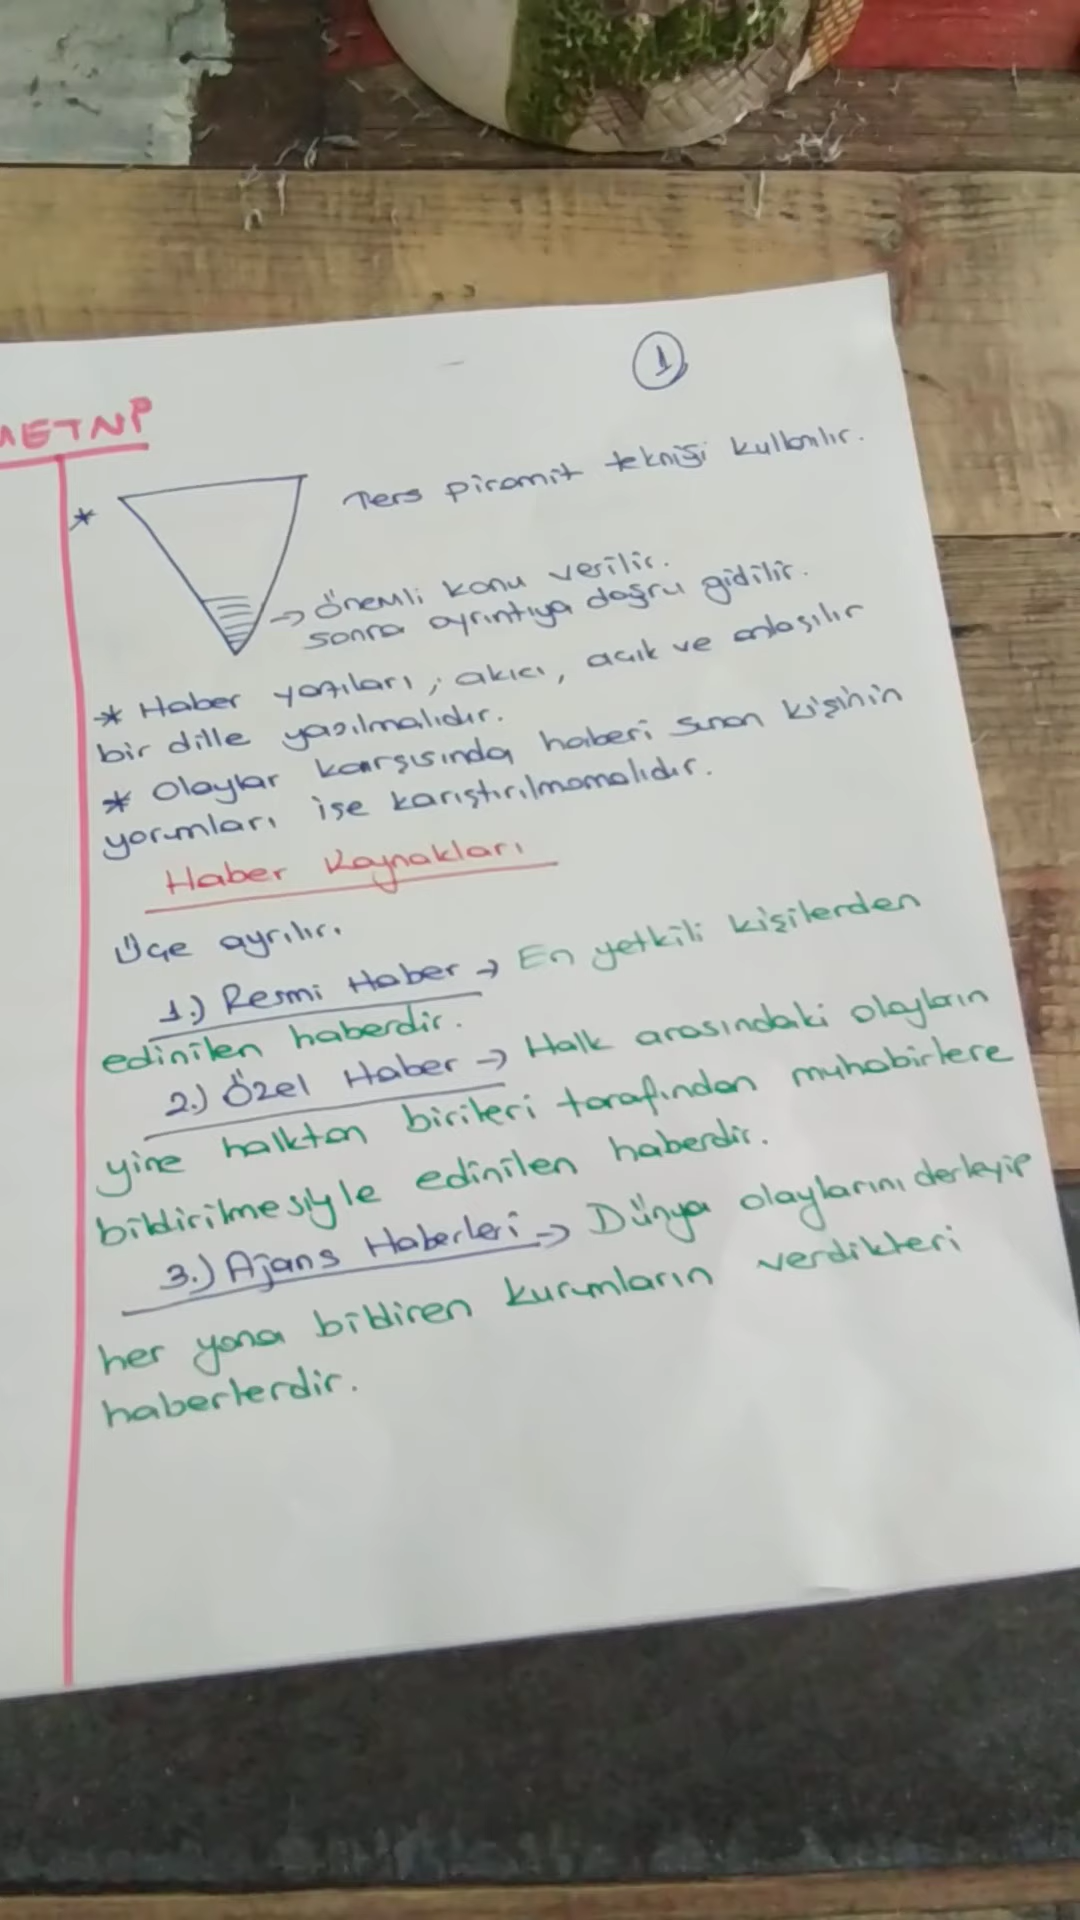 ①
METNİ
* Ters piramit tekniği kullanılır.
→ önemli konu verilir.
sonra ayrıntıya doğru gidilir.
* Haber yazıları, akıcı, açık ve anlaşılır
bir dille yazılmalıdır.
* Olaylar karşısında haberi sunan kişinin
yorumları işe karıştırılmamalıdır.
Haber Kaynakları
Üçe ayrılır.
1.) Resmi Haber → En yetkili kişilerden
edinilen haberdir.
2.) Özel Haber → Halk arasındaki olayların
yine halktan birileri tarafından muhabirlere
bildirilmesiyle edinilen haberdir.
3.) Ajans Haberleri → Dünya olaylarını derleyip
her yana bildiren kurumların verdikleri
haberlerdir.